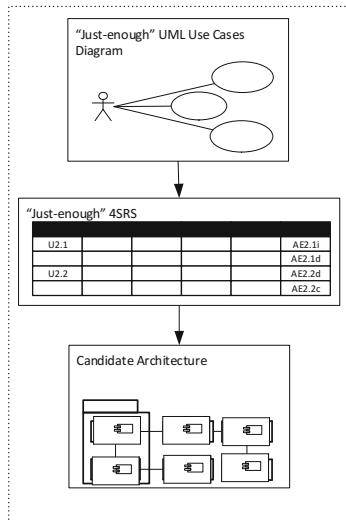 “Just-enough” UML Use Cases
Diagram
“Just-enough” 4SRS
U2.1 AE2.1i
AE2.1d
U2.2 AE2.2d
AE2.2c
Candidate Architecture